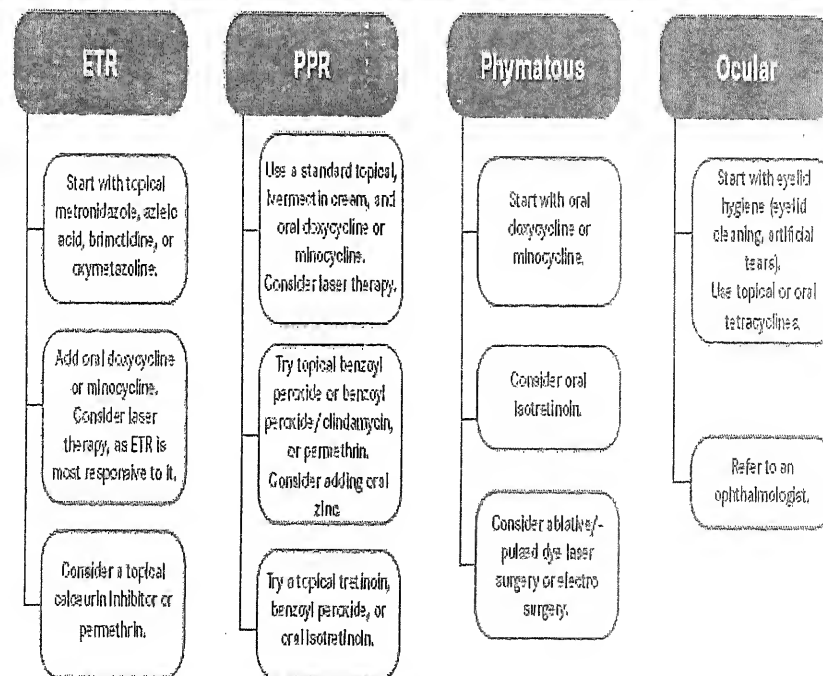 ETR
Start with topical
metronidazole, azleic
acid, brimotidine, or
oxymetazoline.
Add oral doxycycline
or minocycline.
Consider laser
therapy, as ETR is
most responsive to it.
Consider a topical
calceurin inhibitor or
permethrin.
PPR
Use a standard topical,
ivermectin cream, and
oral doxycycline or
minocycline.
Consider laser therapy.
Try topical benzoyl
peroxide or benzoyl
peroxide/clindamycin,
or permethrin.
Consider adding oral
zinc
Try a topical tretinoin,
benzoyl peroxide, or
oral isotretinoin.
Phymatous
Start with oral
doxycycline or
minocycline.
Consider oral
isotretinoin.
Consider ablative/-
pulsed dye laser
surgery or electro
surgery.
Ocular
Start with eyelid
hygiene (eyelid
cleaning, artificial
tears).
Use topical or oral
tetracyclines.
Refer to an
ophthalmologist.